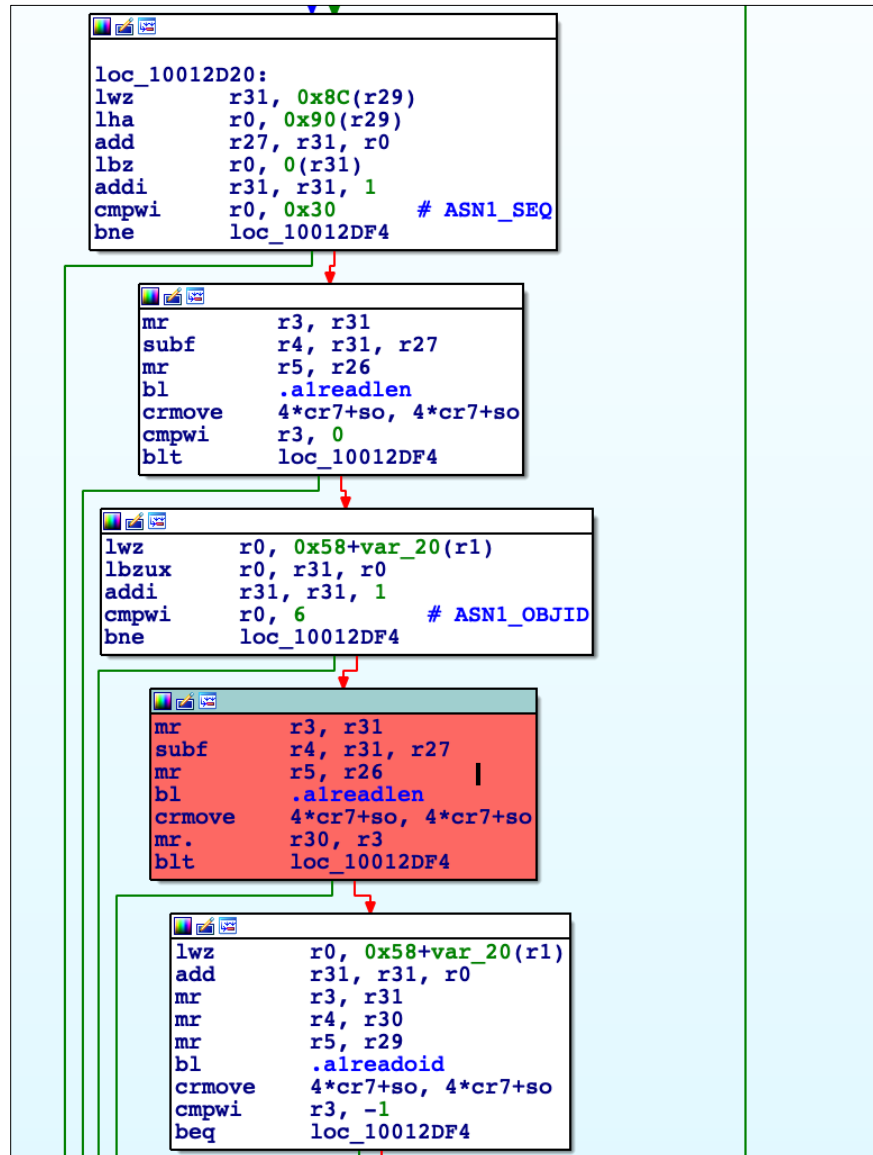 loc_10012D20:
lwz r31, 0x8C(r29)
lha r0, 0x90(r29)
add r27, r31, r0
lbz r0, 0(r31)
addi r31, r31, 1
cmpwi r0, 0x30 # ASN1_SEQ
bne loc_10012DF4
mr r3, r31
subf r4, r31, r27
mr r5, r26
bl .a1readlen
crmove 4*cr7+so, 4*cr7+so
cmpwi r3, 0
blt loc_10012DF4
lwz r0, 0x58+var_20(r1)
lbzux r0, r31, r0
addi r31, r31, 1
cmpwi r0, 6 # ASN1_OBJID
bne loc_10012DF4
mr r3, r31
subf r4, r31, r27
mr r5, r26
bl .a1readlen
crmove 4*cr7+so, 4*cr7+so
mr. r30, r3
blt loc_10012DF4
lwz r0, 0x58+var_20(r1)
add r31, r31, r0
mr r3, r31
mr r4, r30
mr r5, r29
bl .a1readoid
crmove 4*cr7+so, 4*cr7+so
cmpwi r3, -1
beq loc_10012DF4